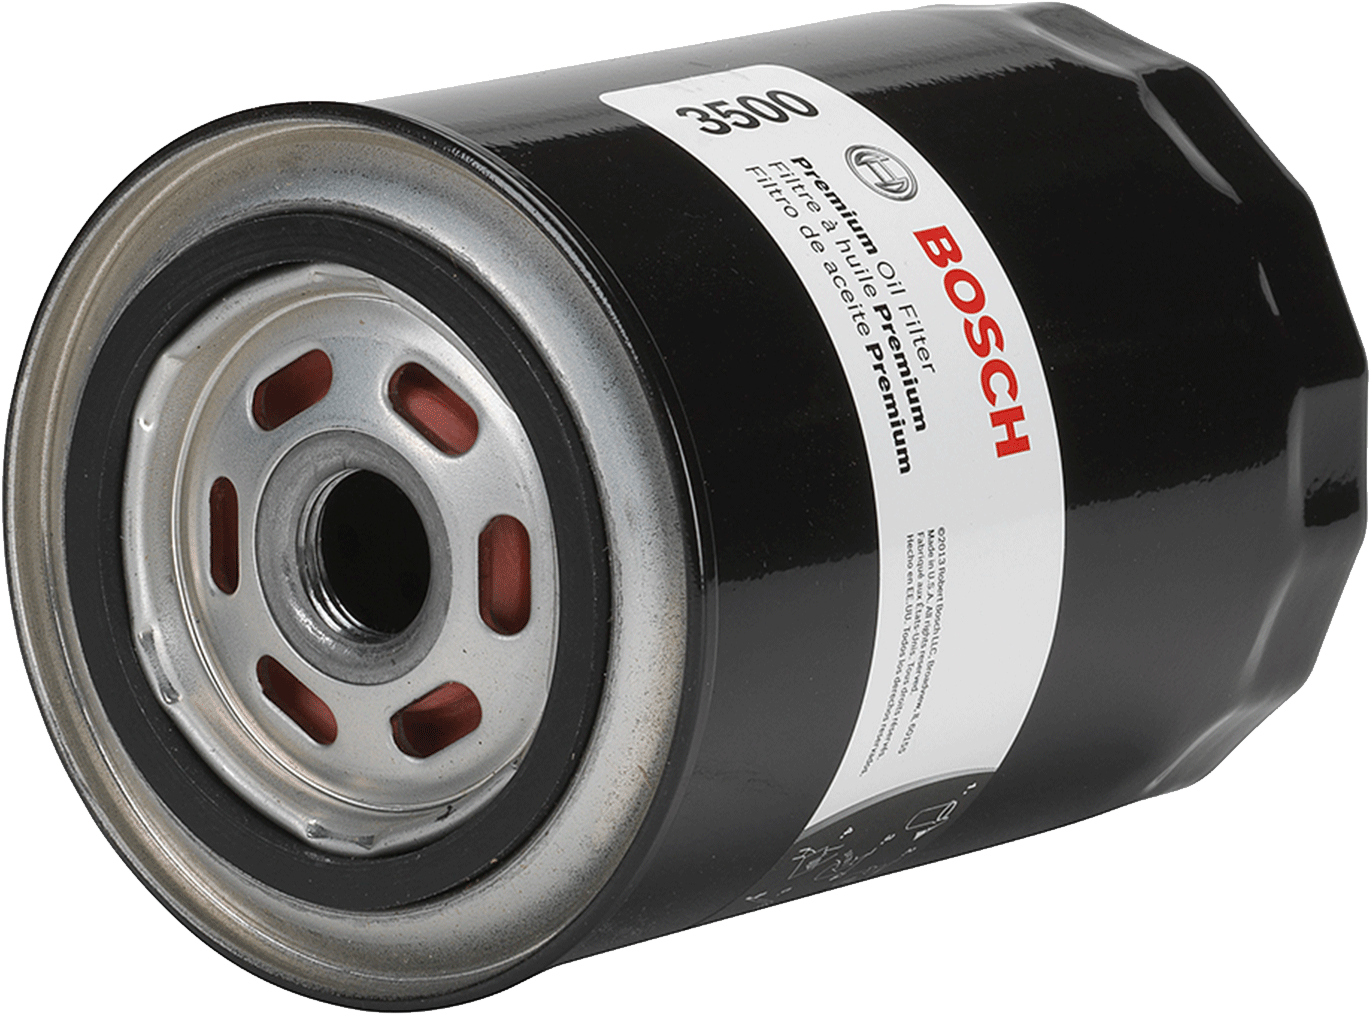 3500
BOSCH
Premium Oil Filter
Filtre à huile Premium
Filtro de aceite Premium
©2013 Robert Bosch LLC, Broadview, IL 60155
Made in U.S.A. All rights reserved.
Fabriqué aux États-Unis. Tous droits réservés.
Hecho en EE.UU. Todos los derechos reservados.